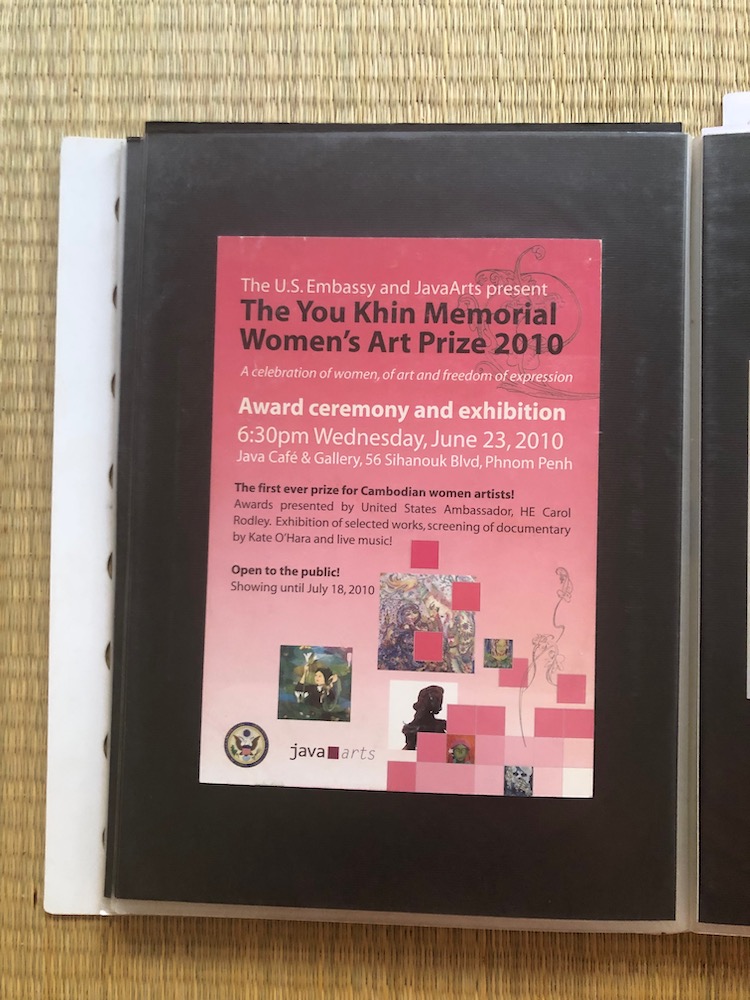 The U.S. Embassy and JavaArts present
The You Khin Memorial
Women's Art Prize 2010
A celebration of women, of art and freedom of expression
Award ceremony and exhibition
6:30pm Wednesday, June 23, 2010
Java Café & Gallery, 56 Sihanouk Blvd, Phnom Penh
The first ever prize for Cambodian women artists!
Awards presented by United States Ambassador, HE Carol
Rodley. Exhibition of selected works, screening of documentary
by Kate O'Hara and live music!
Open to the public!
Showing until July 18, 2010
java arts